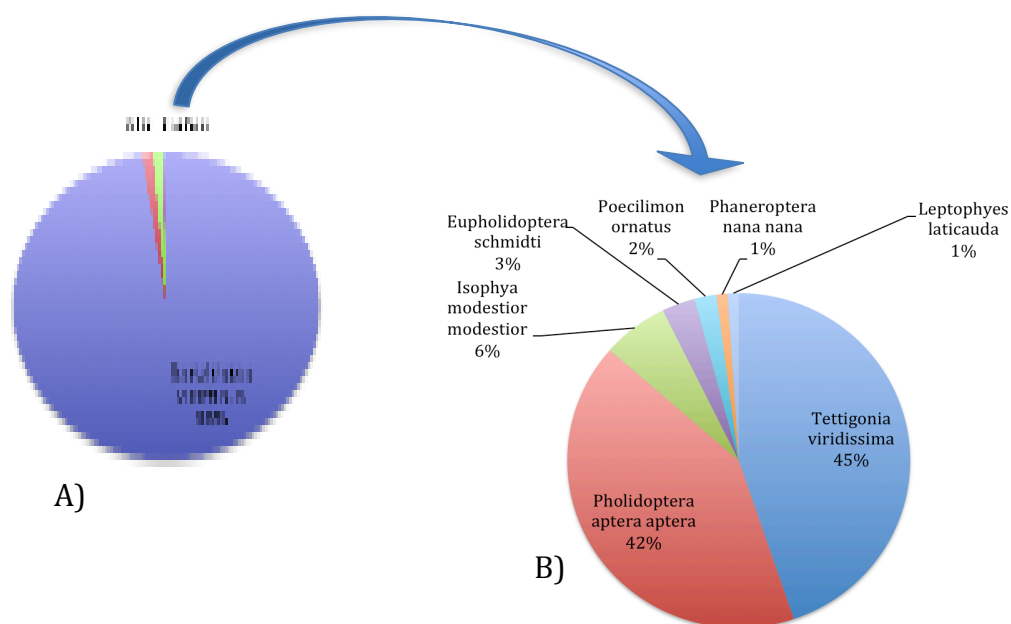 A)
Eupholidoptera
schmidti
3%
Poecilimon
ornatus
2%
Phaneroptera
nana nana
1%
Leptophyes
laticauda
1%
Isophya
modestior
modestior
6%
Tettigonia
viridissima
45%
Pholidoptera
aptera aptera
42%
B)